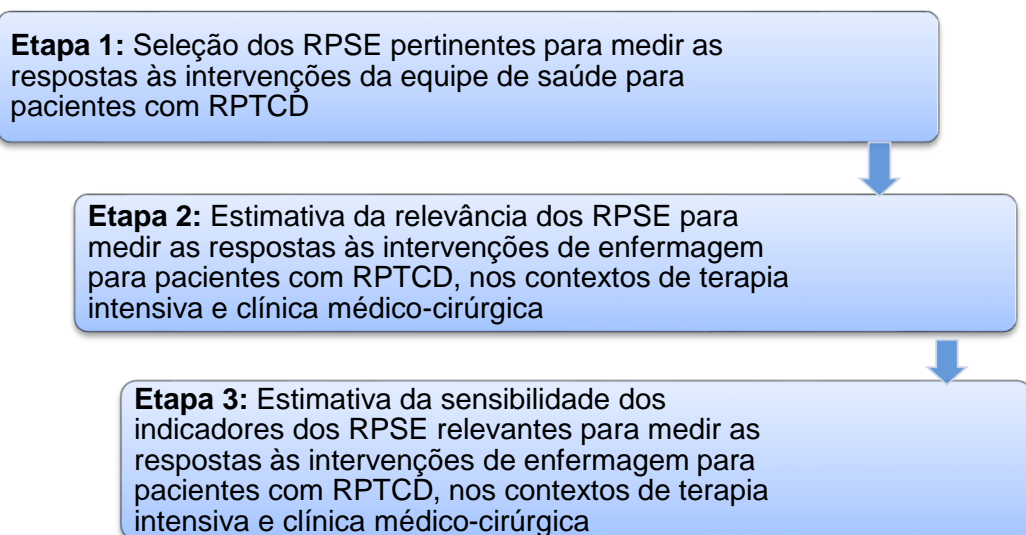 Etapa 1: Seleção dos RPSE pertinentes para medir as
respostas às intervenções da equipe de saúde para
pacientes com RPTCD
Etapa 2: Estimativa da relevância dos RPSE para
medir as respostas às intervenções de enfermagem
para pacientes com RPTCD, nos contextos de terapia
intensiva e clínica médico-cirúrgica
Etapa 3: Estimativa da sensibilidade dos
indicadores dos RPSE relevantes para medir as
respostas às intervenções de enfermagem para
pacientes com RPTCD, nos contextos de terapia
intensiva e clínica médico-cirúrgica